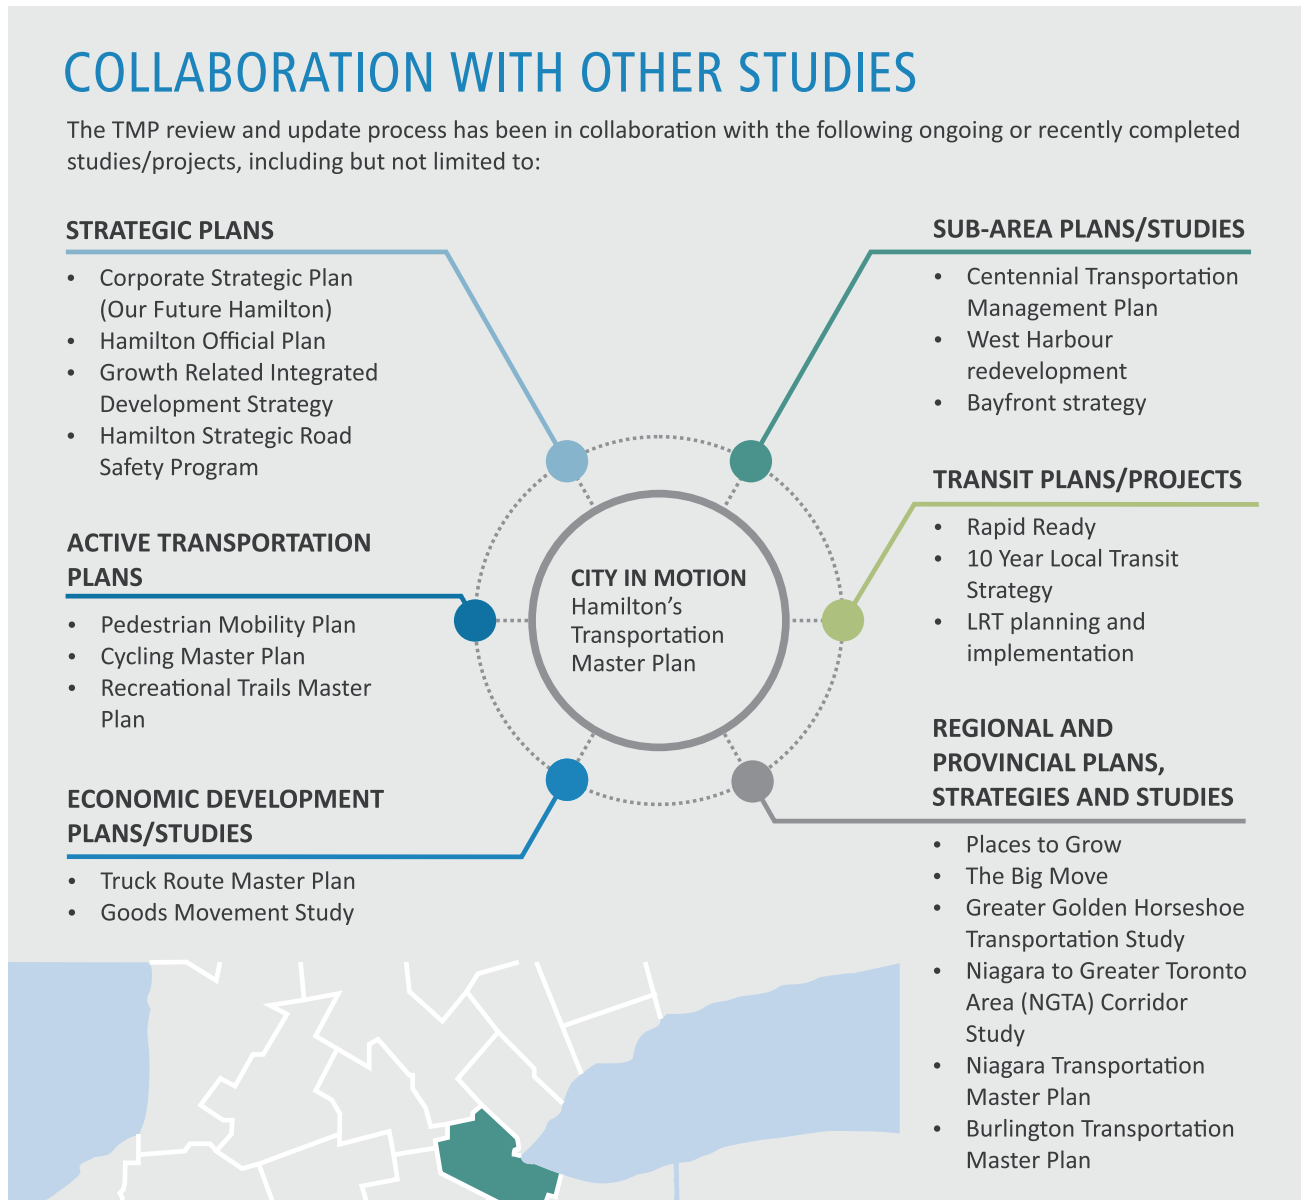 COLLABORATION WITH OTHER STUDIES
The TMP review and update process has been in collaboration with the following ongoing or recently completed
studies/projects, including but not limited to:
STRATEGIC PLANS
• Corporate Strategic Plan
(Our Future Hamilton)
• Hamilton Official Plan
• Growth Related Integrated
Development Strategy
• Hamilton Strategic Road
Safety Program
ACTIVE TRANSPORTATION
PLANS
• Pedestrian Mobility Plan
• Cycling Master Plan
• Recreational Trails Master
Plan
ECONOMIC DEVELOPMENT
PLANS/STUDIES
• Truck Route Master Plan
• Goods Movement Study
CITY IN MOTION
Hamilton’s
Transportation
Master Plan
SUB-AREA PLANS/STUDIES
• Centennial Transportation
Management Plan
• West Harbour
redevelopment
• Bayfront strategy
TRANSIT PLANS/PROJECTS
• Rapid Ready
• 10 Year Local Transit
Strategy
• LRT planning and
implementation
REGIONAL AND
PROVINCIAL PLANS,
STRATEGIES AND STUDIES
• Places to Grow
• The Big Move
• Greater Golden Horseshoe
Transportation Study
• Niagara to Greater Toronto
Area (NGTA) Corridor
Study
• Niagara Transportation
Master Plan
• Burlington Transportation
Master Plan